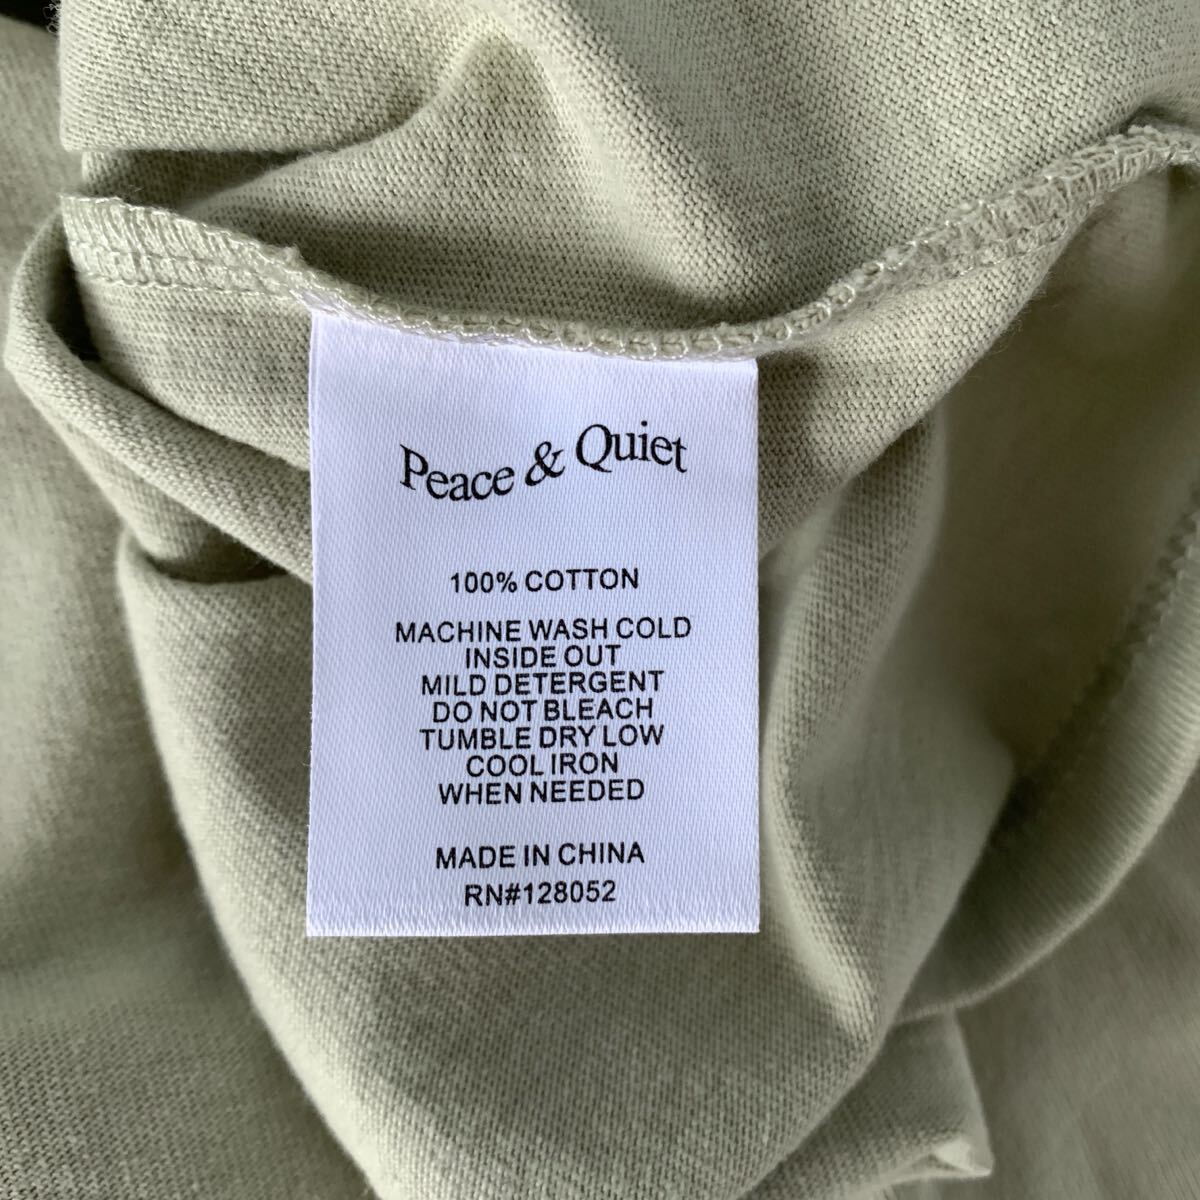 Peace & Quiet
100% COTTON
MACHINE WASH COLD
INSIDE OUT
MILD DETERGENT
DO NOT BLEACH
TUMBLE DRY LOW
COOL IRON
WHEN NEEDED
MADE IN CHINA
RN#128052